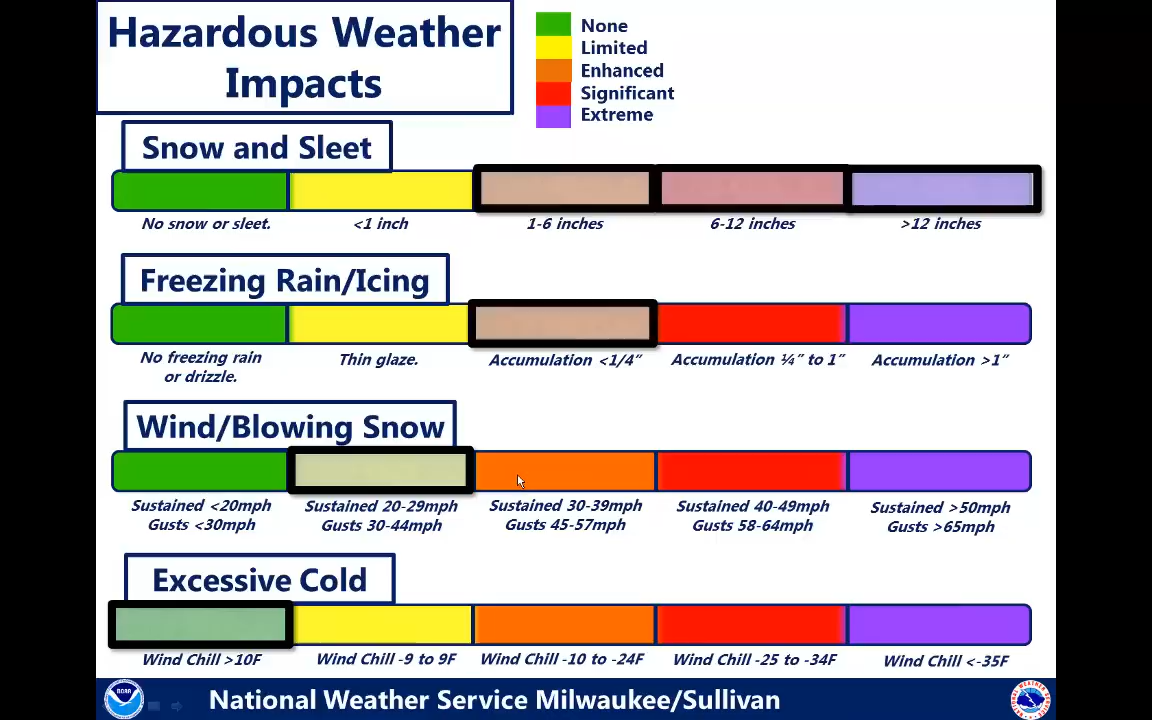 Hazardous Weather
Impacts
None
Limited
Enhanced
Significant
Extreme
Snow and Sleet
No snow or sleet.
<1 inch
1-6 inches
6-12 inches
>12 inches
Freezing Rain/Icing
No freezing rain
or drizzle.
Thin glaze.
Accumulation <1/4”
Accumulation ¼” to 1”
Accumulation >1”
Wind/Blowing Snow
Sustained <20mph
Gusts <30mph
Sustained 20-29mph
Gusts 30-44mph
Sustained 30-39mph
Gusts 45-57mph
Sustained 40-49mph
Gusts 58-64mph
Sustained >50mph
Gusts >65mph
Excessive Cold
Wind Chill >10F
Wind Chill -9 to 9F
Wind Chill -10 to -24F
Wind Chill -25 to -34F
Wind Chill <-35F
NOAA
National Weather Service Milwaukee/Sullivan